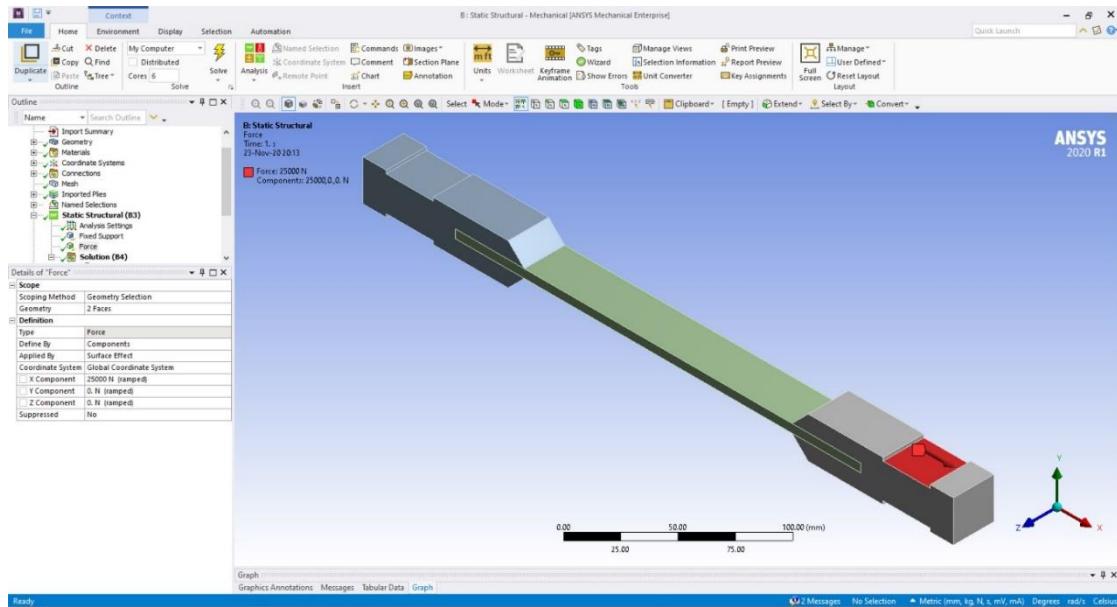 Context
B : Static Structural - Mechanical [ANSYS Mechanical Enterprise]
File Home Environment Display Selection Automation
Quick Launch
Duplicate
Cut Delete My Computer
Copy Find Distributed
Paste Tree Cores 6
Solve
Outline Solve
Analysis
Named Selection Commands Images
Coordinate System Comment Section Plane
Remote Point Chart Annotation
Insert
Units Worksheet Keyframe Animation
Tags Manage Views Print Preview
Wizard Selection Information Report Preview
Show Errors Unit Converter Key Assignments
Tools
Full Screen
Manage
User Defined
Reset Layout
Layout
Outline
Name Search Outline
Import Summary
Geometry
Materials
Coordinate Systems
Connections
Mesh
Imported Plies
Named Selections
Static Structural (B3)
Analysis Settings
Fixed Support
Force
Solution (B4)
Select Mode Clipboard [ Empty ] Extend Select By Convert
B: Static Structural
Force
Time: 1. s
23-Nov-20 20:13
Force: 25000 N
Components: 25000,0.,0. N
ANSYS
2020 R1
Details of "Force"
Scope
Scoping Method Geometry Selection
Geometry 2 Faces
Definition
Type Force
Define By Components
Applied By Surface Effect
Coordinate System Global Coordinate System
X Component 25000 N (ramped)
Y Component 0. N (ramped)
Z Component 0. N (ramped)
Suppressed No
Y
Z X
0.00 50.00 100.00 (mm)
25.00 75.00
Graph
Graphics Annotations Messages Tabular Data Graph
Ready
2 Messages No Selection Metric (mm, kg, N, s, mV, mA) Degrees rad/s Celsius